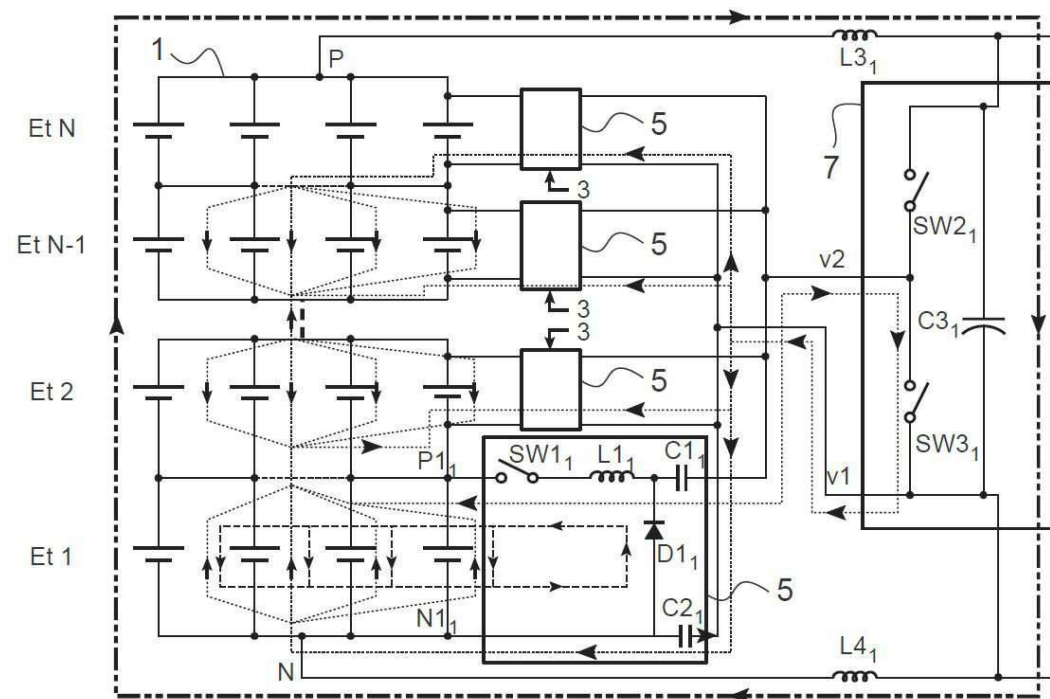 1
P
L3₁
Et N
5
7
3
SW2₁
Et N-1
5
v2
3
C3₁
3
Et 2
5
SW3₁
P1₁
SW1₁
L1₁
C1₁
v1
Et 1
D1₁
5
N1₁
C2₁
N
L4₁